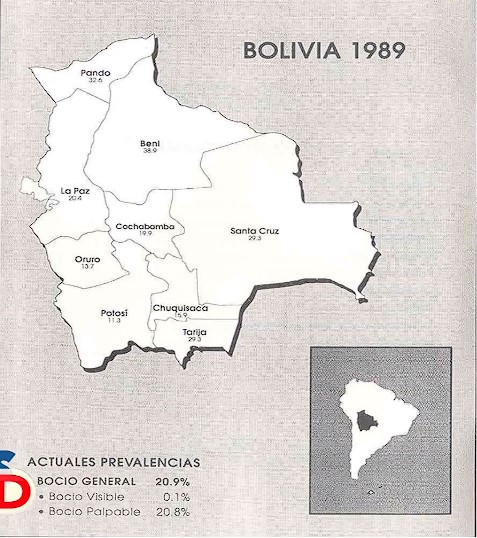 BOLIVIA 1989
Pando
32.6
Beni
38.9
La Paz
20.4
Cochabamba
19.9
Santa Cruz
29.3
Oruro
13.7
Potosí
11.3
Chuquisaca
15.9
Tarija
29.3
ACTUALES PREVALENCIAS
BOCIO GENERAL 20.9%
• Bocio Visible 0.1%
• Bocio Palpable 20.8%